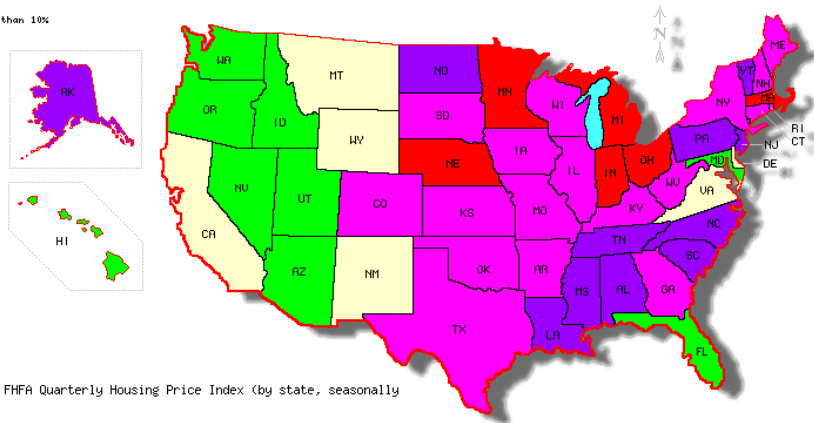 than 10%
N
N
ME
WA
VT
NH
AK
MT
ND
MN
OR
WI
NY
MA
MI
SD
ID
RI
WY
PA
CT
IA
NJ
NE
OH
MD
DE
IN
IL
NV
WV
VA
UT
CO
KY
MO
KS
NC
CA
HI
TN
SC
AZ
NM
OK
AR
GA
MS
AL
TX
LA
FL
FHFA Quarterly Housing Price Index (by state, seasonally